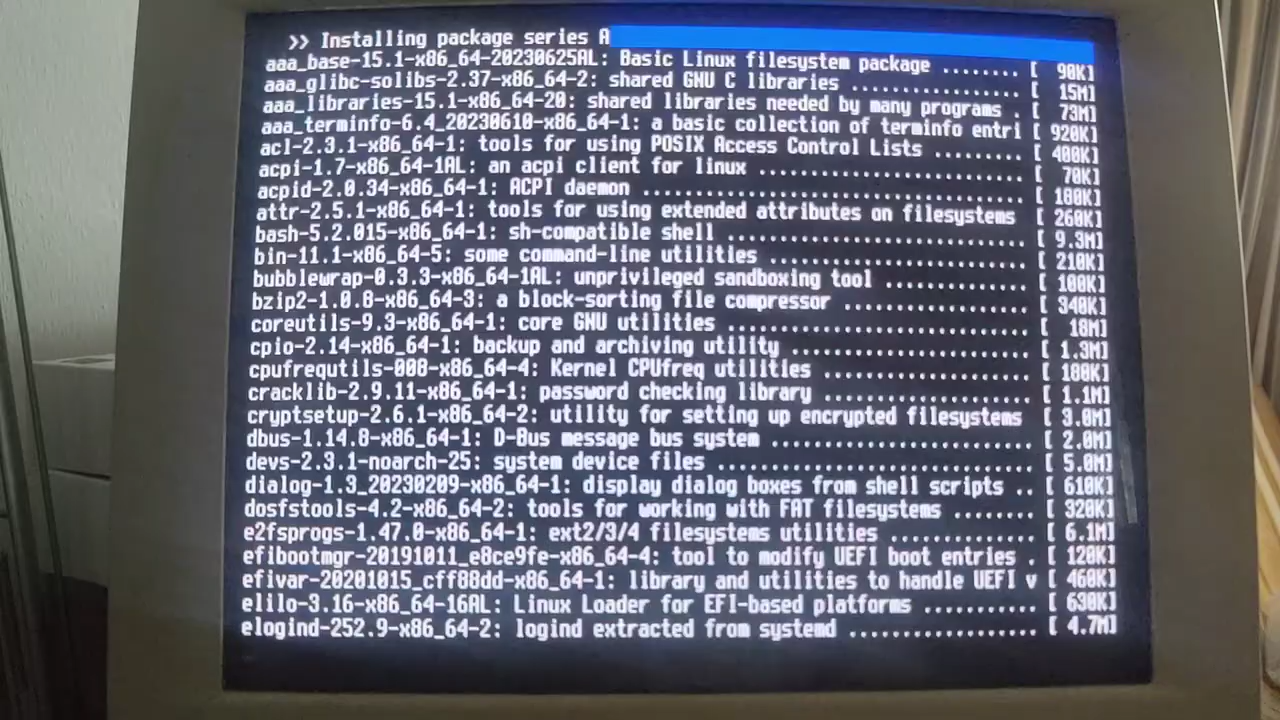 >> Installing package series A
aaa_base-15.1-x86_64-20230625AL: Basic Linux filesystem package ........ [  90K]
aaa_glibc-solibs-2.37-x86_64-2: shared GNU C libraries ................. [  15M]
aaa_libraries-15.1-x86_64-20: shared libraries needed by many programs . [  73M]
aaa_terminfo-6.4_20230610-x86_64-1: a basic collection of terminfo entri [ 920K]
acl-2.3.1-x86_64-1: tools for using POSIX Access Control Lists ......... [ 400K]
acpi-1.7-x86_64-1AL: an acpi client for linux .......................... [  70K]
acpid-2.0.34-x86_64-1: ACPI daemon ..................................... [ 180K]
attr-2.5.1-x86_64-1: tools for using extended attributes on filesystems  [ 260K]
bash-5.2.015-x86_64-1: sh-compatible shell ............................. [ 9.3M]
bin-11.1-x86_64-5: some command-line utilities ......................... [ 210K]
bubblewrap-0.3.3-x86_64-1AL: unprivileged sandboxing tool .............. [ 100K]
bzip2-1.0.8-x86_64-3: a block-sorting file compressor .................. [ 340K]
coreutils-9.3-x86_64-1: core GNU utilities ............................. [  18M]
cpio-2.14-x86_64-1: backup and archiving utility ....................... [ 1.3M]
cpufrequtils-008-x86_64-4: Kernel CPUfreq utilities .................... [ 180K]
cracklib-2.9.11-x86_64-1: password checking library .................... [ 1.1M]
cryptsetup-2.6.1-x86_64-2: utility for setting up encrypted filesystems  [ 3.0M]
dbus-1.14.8-x86_64-1: D-Bus message bus system ......................... [ 2.0M]
devs-2.3.1-noarch-25: system device files .............................. [ 5.0M]
dialog-1.3_20230209-x86_64-1: display dialog boxes from shell scripts .. [ 610K]
dosfstools-4.2-x86_64-2: tools for working with FAT filesystems ........ [ 320K]
e2fsprogs-1.47.0-x86_64-1: ext2/3/4 filesystems utilities .............. [ 6.1M]
efibootmgr-20191011_e8ce9fe-x86_64-4: tool to modify UEFI boot entries . [ 120K]
efivar-20201015_cff88dd-x86_64-1: library and utilities to handle UEFI v [ 460K]
elilo-3.16-x86_64-16AL: Linux Loader for EFI-based platforms ........... [ 630K]
elogind-252.9-x86_64-2: logind extracted from systemd .................. [ 4.7M]